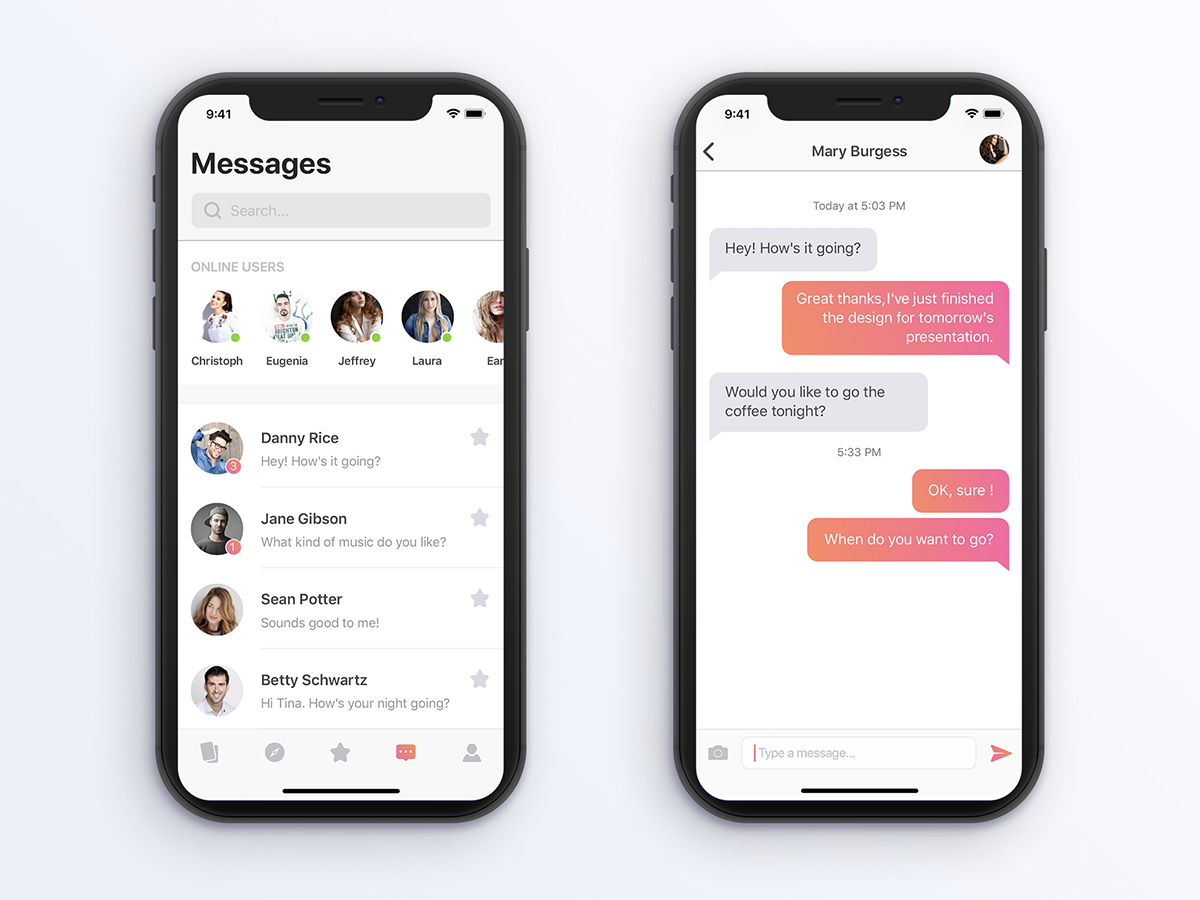 9:41
Messages
Search...
ONLINE USERS
Christoph
Eugenia
Jeffrey
Laura
Ear
3
Danny Rice
Hey! How's it going?
1
Jane Gibson
What kind of music do you like?
Sean Potter
Sounds good to me!
Betty Schwartz
Hi Tina. How's your night going?
9:41
Mary Burgess
Today at 5:03 PM
Hey! How's it going?
Great thanks,I've just finished
the design for tomorrow's
presentation.
Would you like to go the
coffee tonight?
5:33 PM
OK, sure !
When do you want to go?
Type a message...